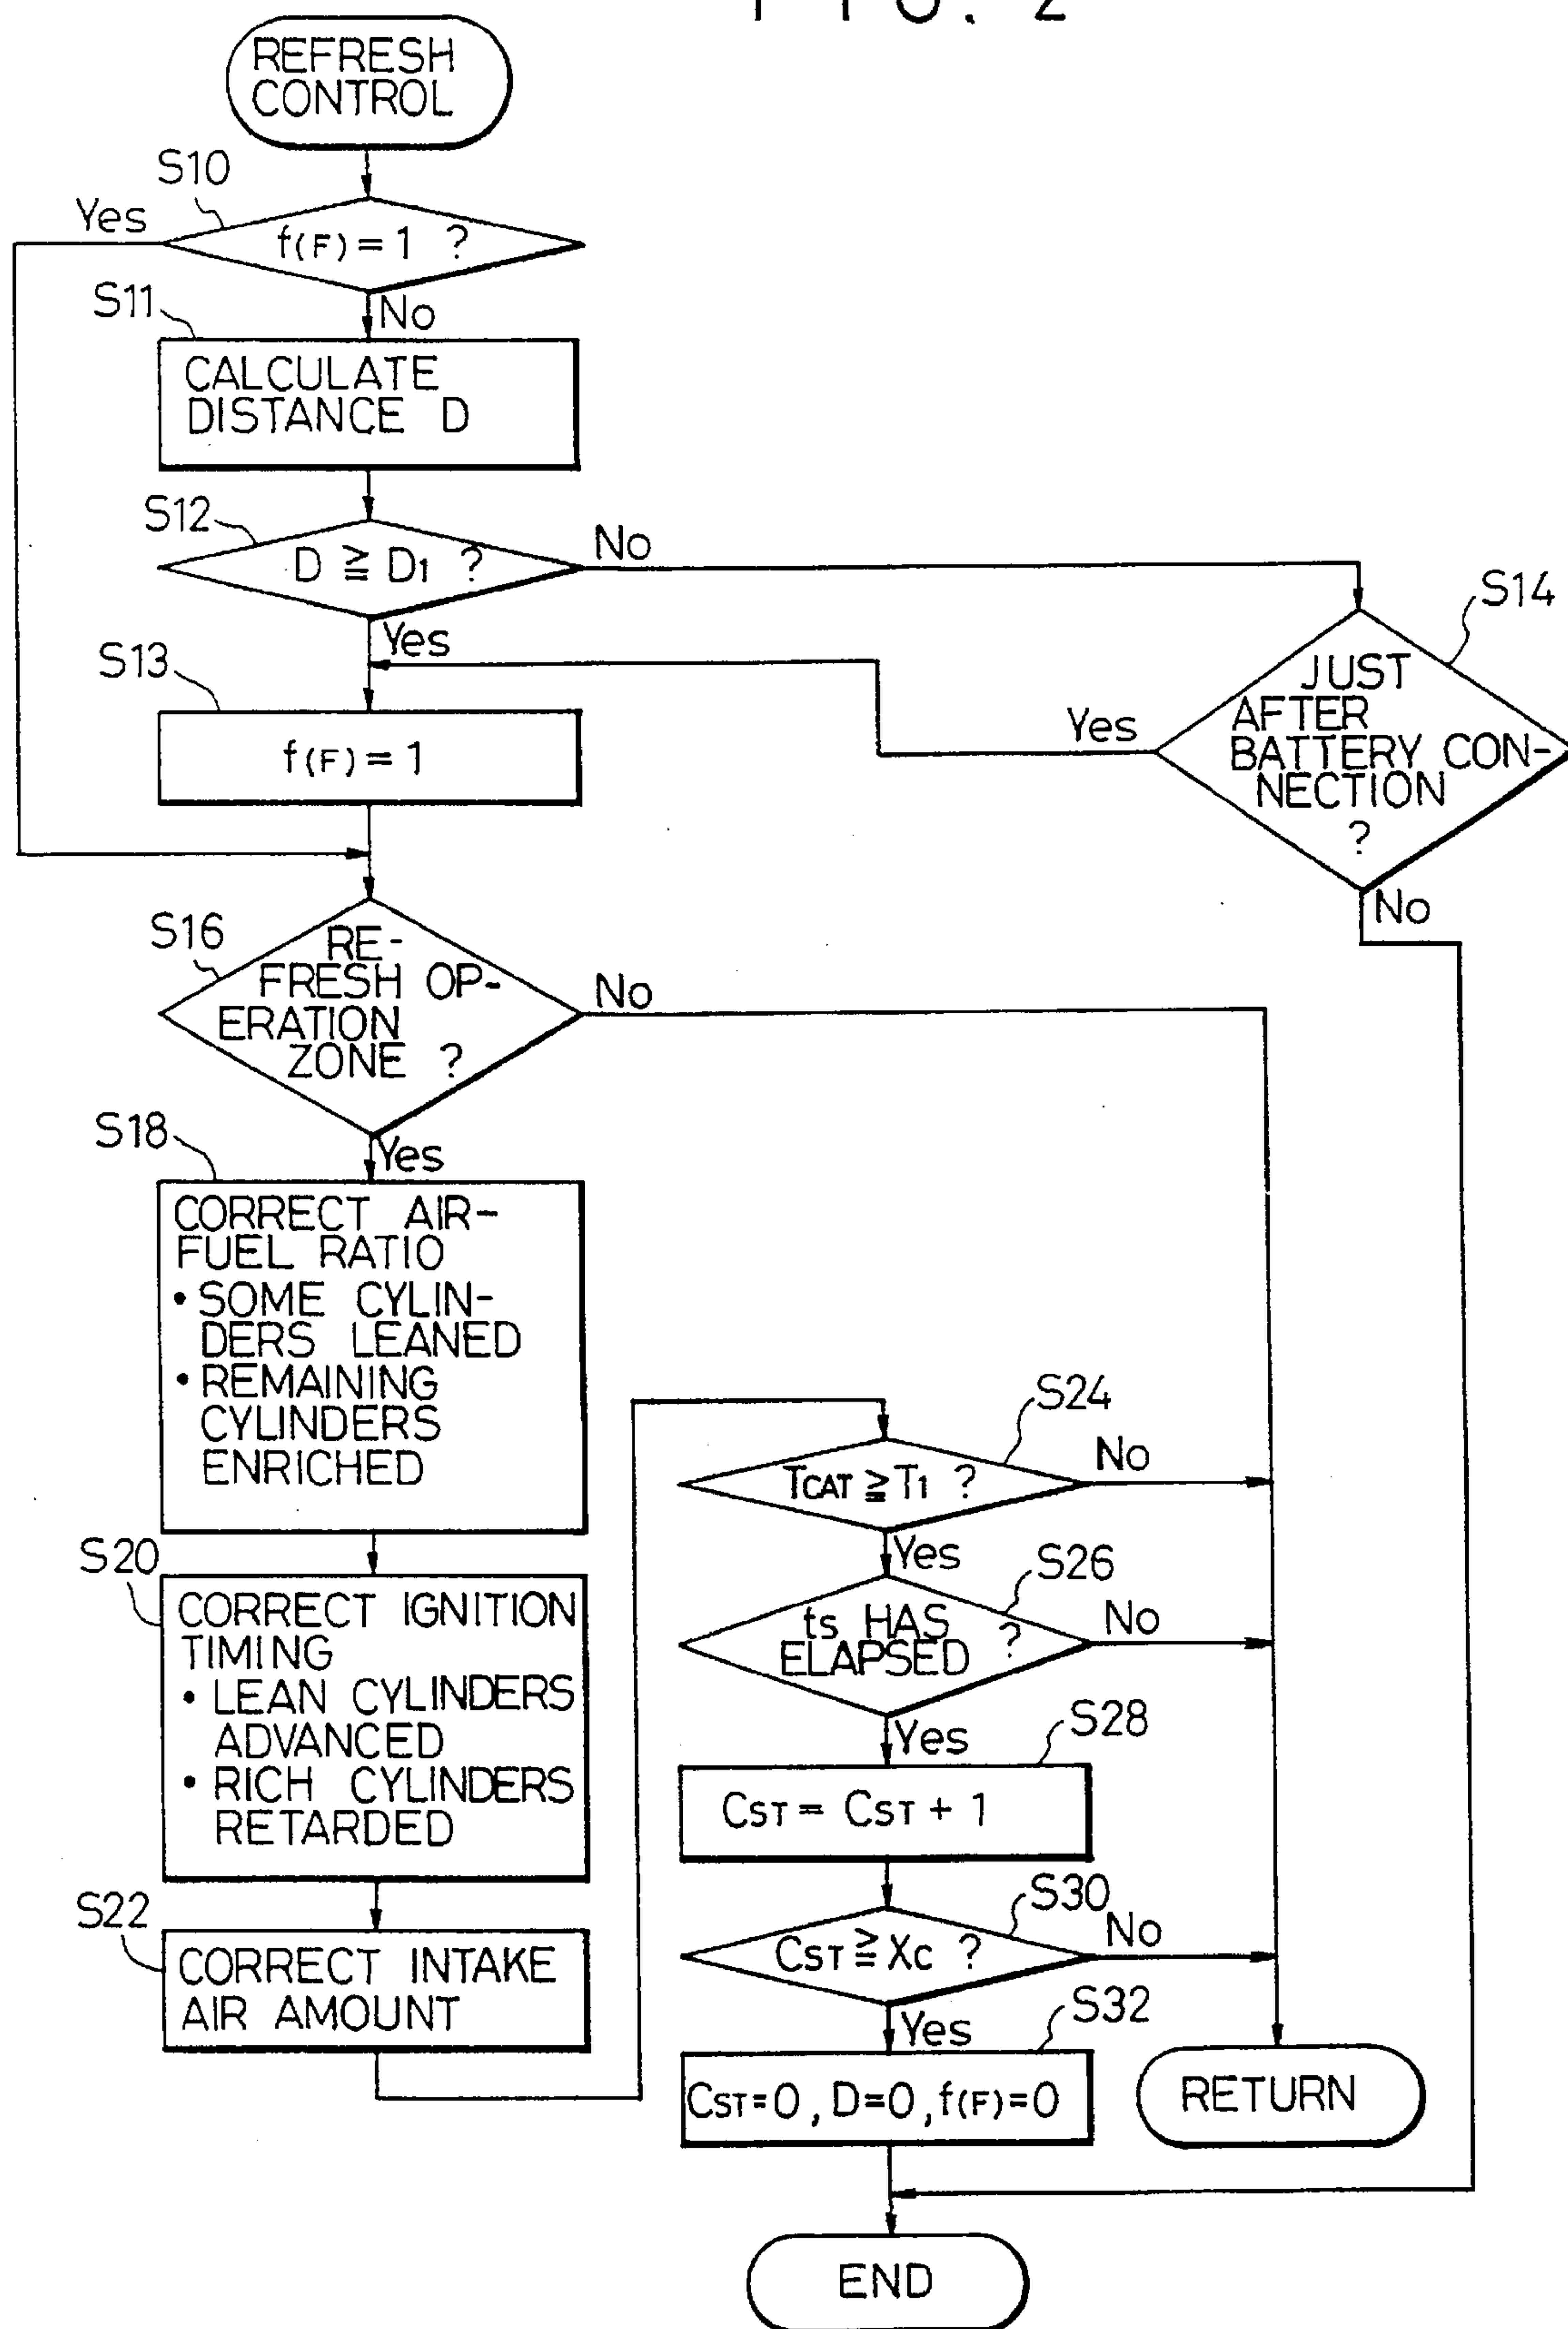 FIG. 2
REFRESH
CONTROL
S10
Yes
f(F) = 1 ?
S11
No
CALCULATE
DISTANCE D
S12
D ≧ D1 ?
No
S14
Yes
S13
JUST
AFTER
BATTERY CON-
NECTION
?
Yes
f(F) = 1
No
S16
RE-
FRESH OP-
ERATION
ZONE ?
No
S18
Yes
CORRECT AIR-
FUEL RATIO
• SOME CYLIN-
DERS LEANED
• REMAINING
CYLINDERS
ENRICHED
S24
TCAT ≧ T1 ?
No
Yes
S20
CORRECT IGNITION
TIMING
• LEAN CYLINDERS
ADVANCED
• RICH CYLINDERS
RETARDED
S26
ts HAS
ELAPSED ?
No
Yes
S28
CST = CST + 1
S22
CORRECT INTAKE
AIR AMOUNT
S30
CST ≧ XC ?
No
Yes
S32
CST=0, D=0, f(F)=0
RETURN
END